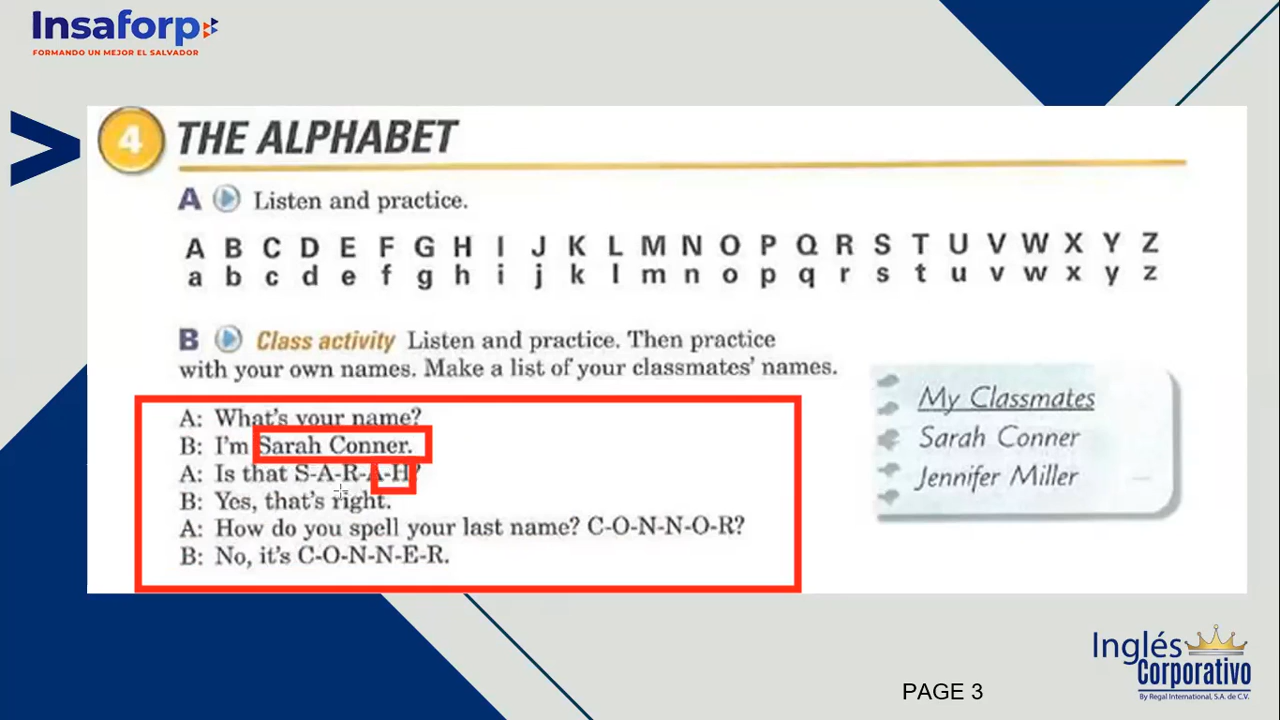 Insaforp
FORMANDO UN MEJOR EL SALVADOR
>
4 THE ALPHABET
A Listen and practice.
A B C D E F G H I J K L M N O P Q R S T U V W X Y Z
a b c d e f g h i j k l m n o p q r s t u v w x y z
B Class activity Listen and practice. Then practice
with your own names. Make a list of your classmates' names.
A: What's your name?
B: I'm Sarah Conner.
A: Is that S-A-R-A-H?
B: Yes, that's right.
A: How do you spell your last name? C-O-N-N-O-R?
B: No, it's C-O-N-N-E-R.
My Classmates
Sarah Conner
Jennifer Miller
PAGE 3
Inglés
Corporativo
By Regal International, S.A. de C.V.